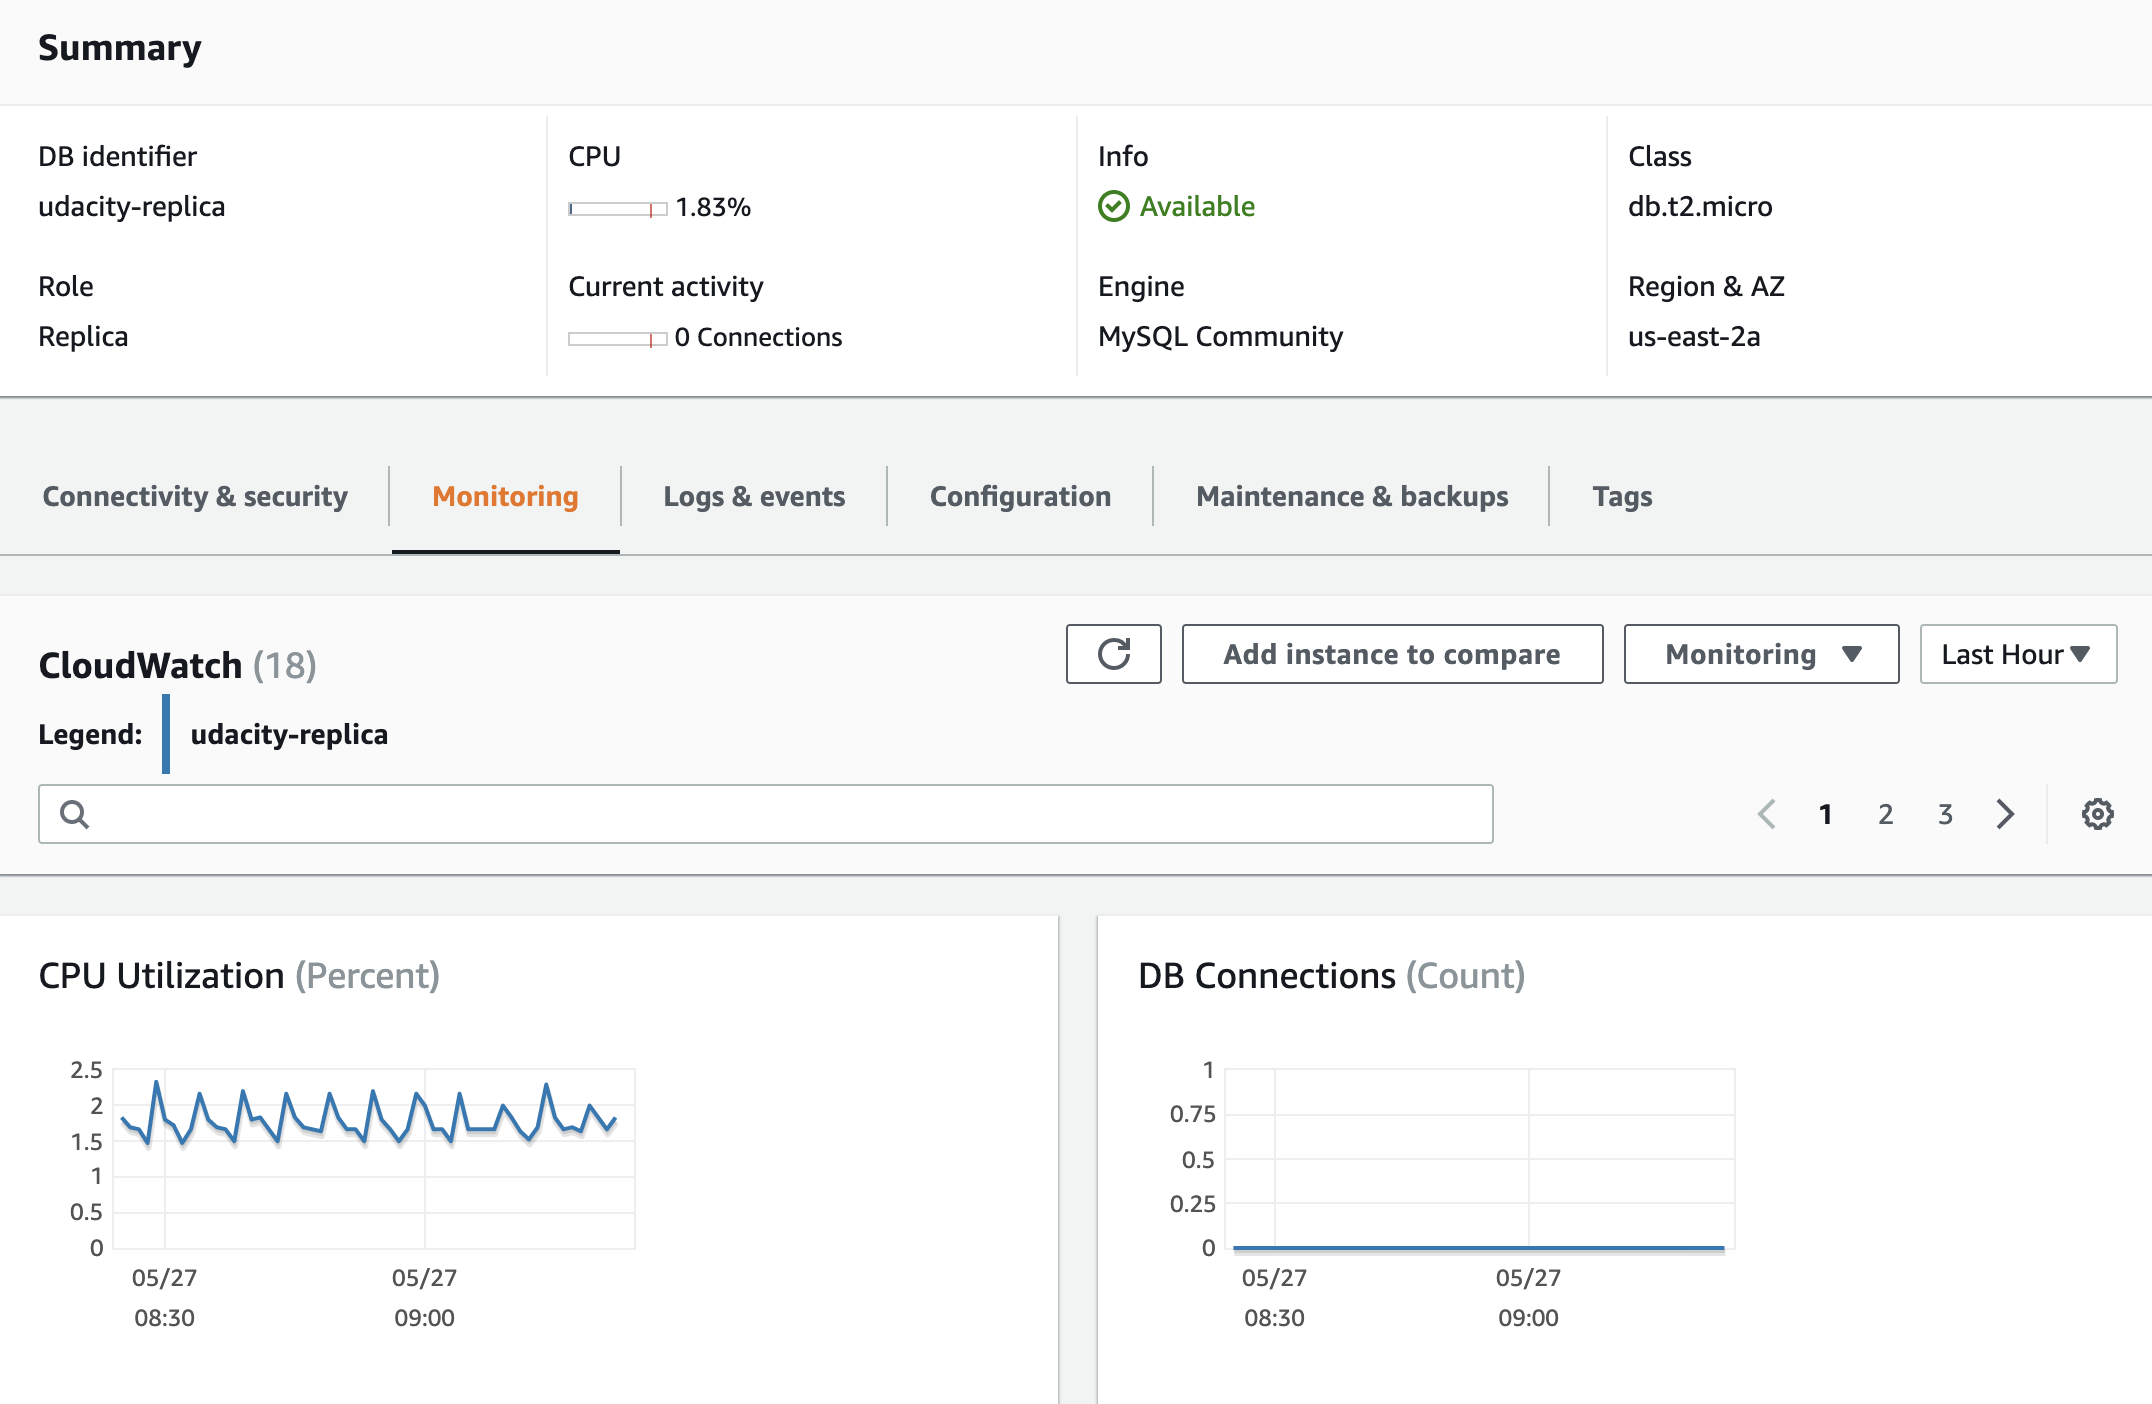 Summary
DB identifier
CPU
Info
Class
udacity-replica
1.83%
Available
db.t2.micro
Role
Current activity
Engine
Region & AZ
Replica
0 Connections
MySQL Community
us-east-2a
Connectivity & security
Monitoring
Logs & events
Configuration
Maintenance & backups
Tags
CloudWatch (18)
Add instance to compare
Monitoring
Last Hour
Legend:
udacity-replica
1
2
3
CPU Utilization (Percent)
2.5
2
1.5
1
0.5
0
05/27
08:30
05/27
09:00
DB Connections (Count)
1
0.75
0.5
0.25
0
05/27
08:30
05/27
09:00